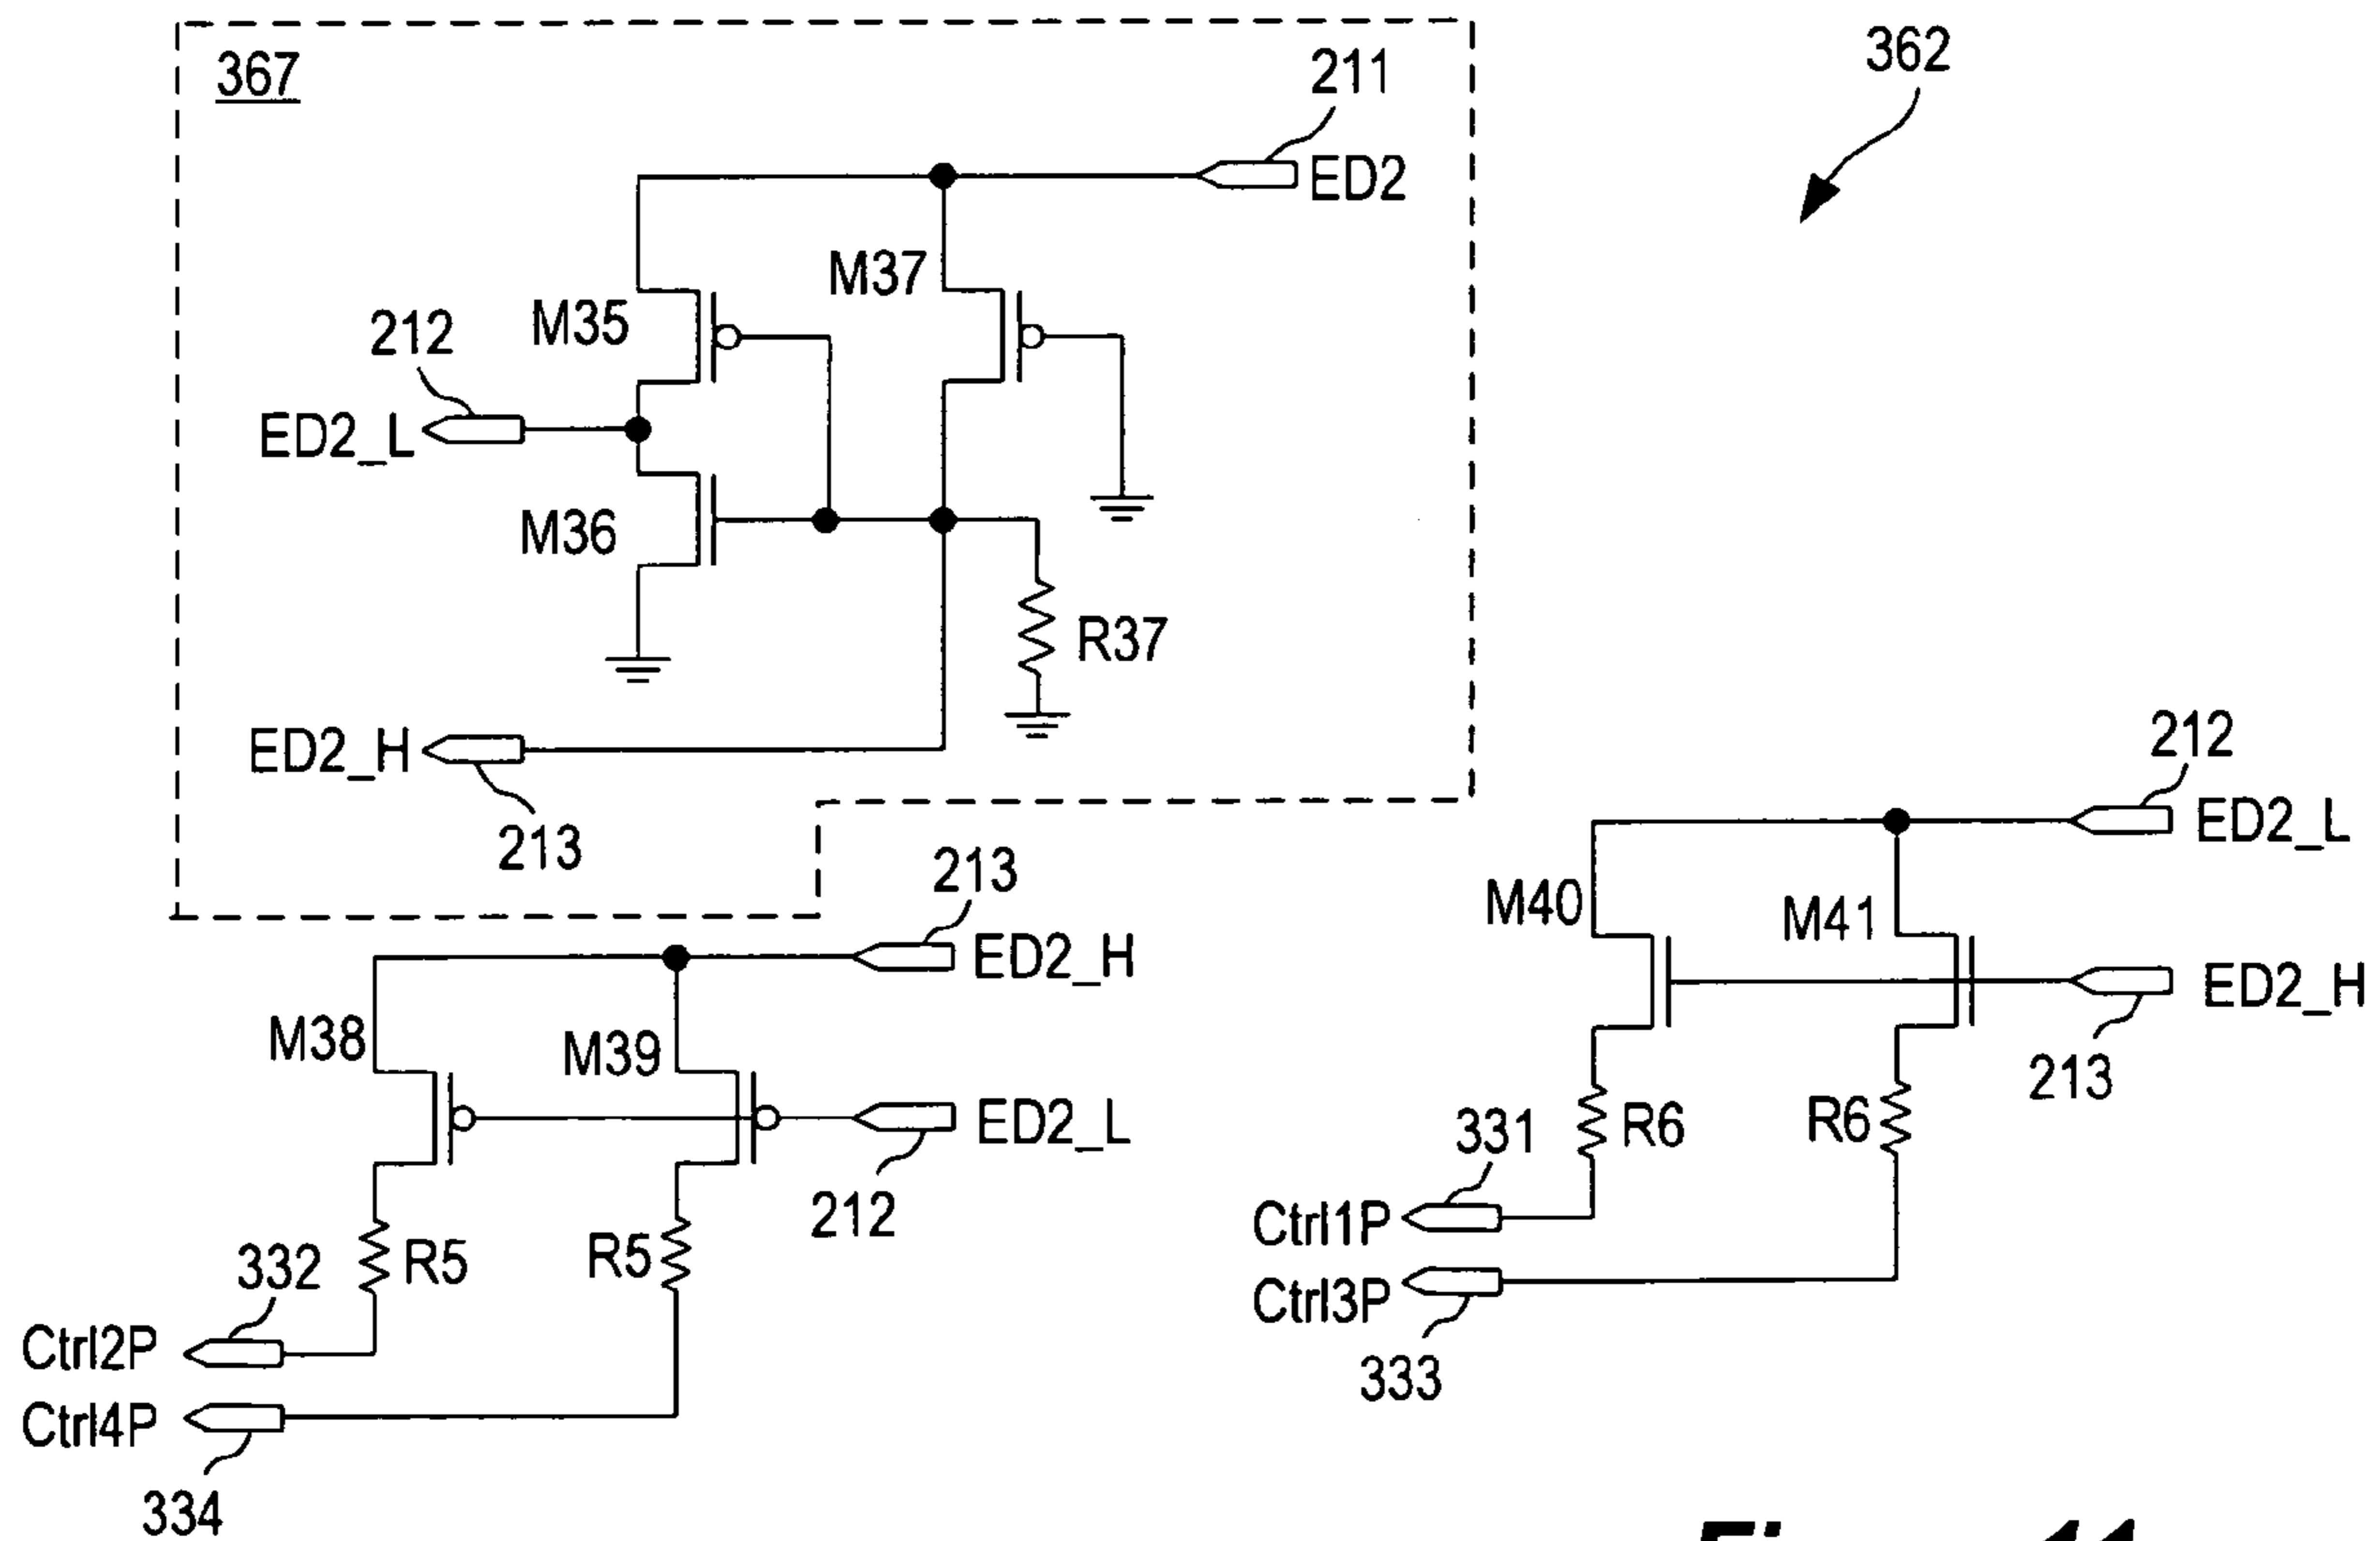 367
211
362
ED2
M37
M35
212
ED2_L
M36
R37
ED2_H
213
212
ED2_L
213
ED2_H
M40
M41
ED2_H
213
M38
M39
ED2_L
212
331
R6
R6
Ctrl1P
Ctrl3P
333
332
R5
R5
Ctrl2P
Ctrl4P
334